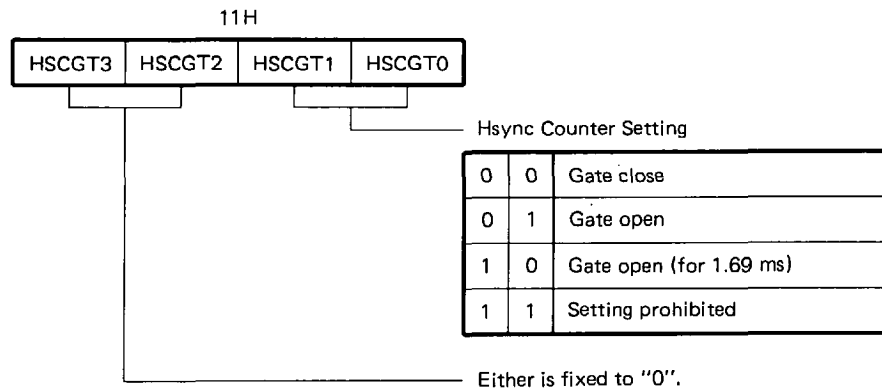 11H
HSCGT3 HSCGT2 HSCGT1 HSCGT0
Hsync Counter Setting
0 0 Gate close
0 1 Gate open
1 0 Gate open (for 1.69 ms)
1 1 Setting prohibited
Either is fixed to "0".